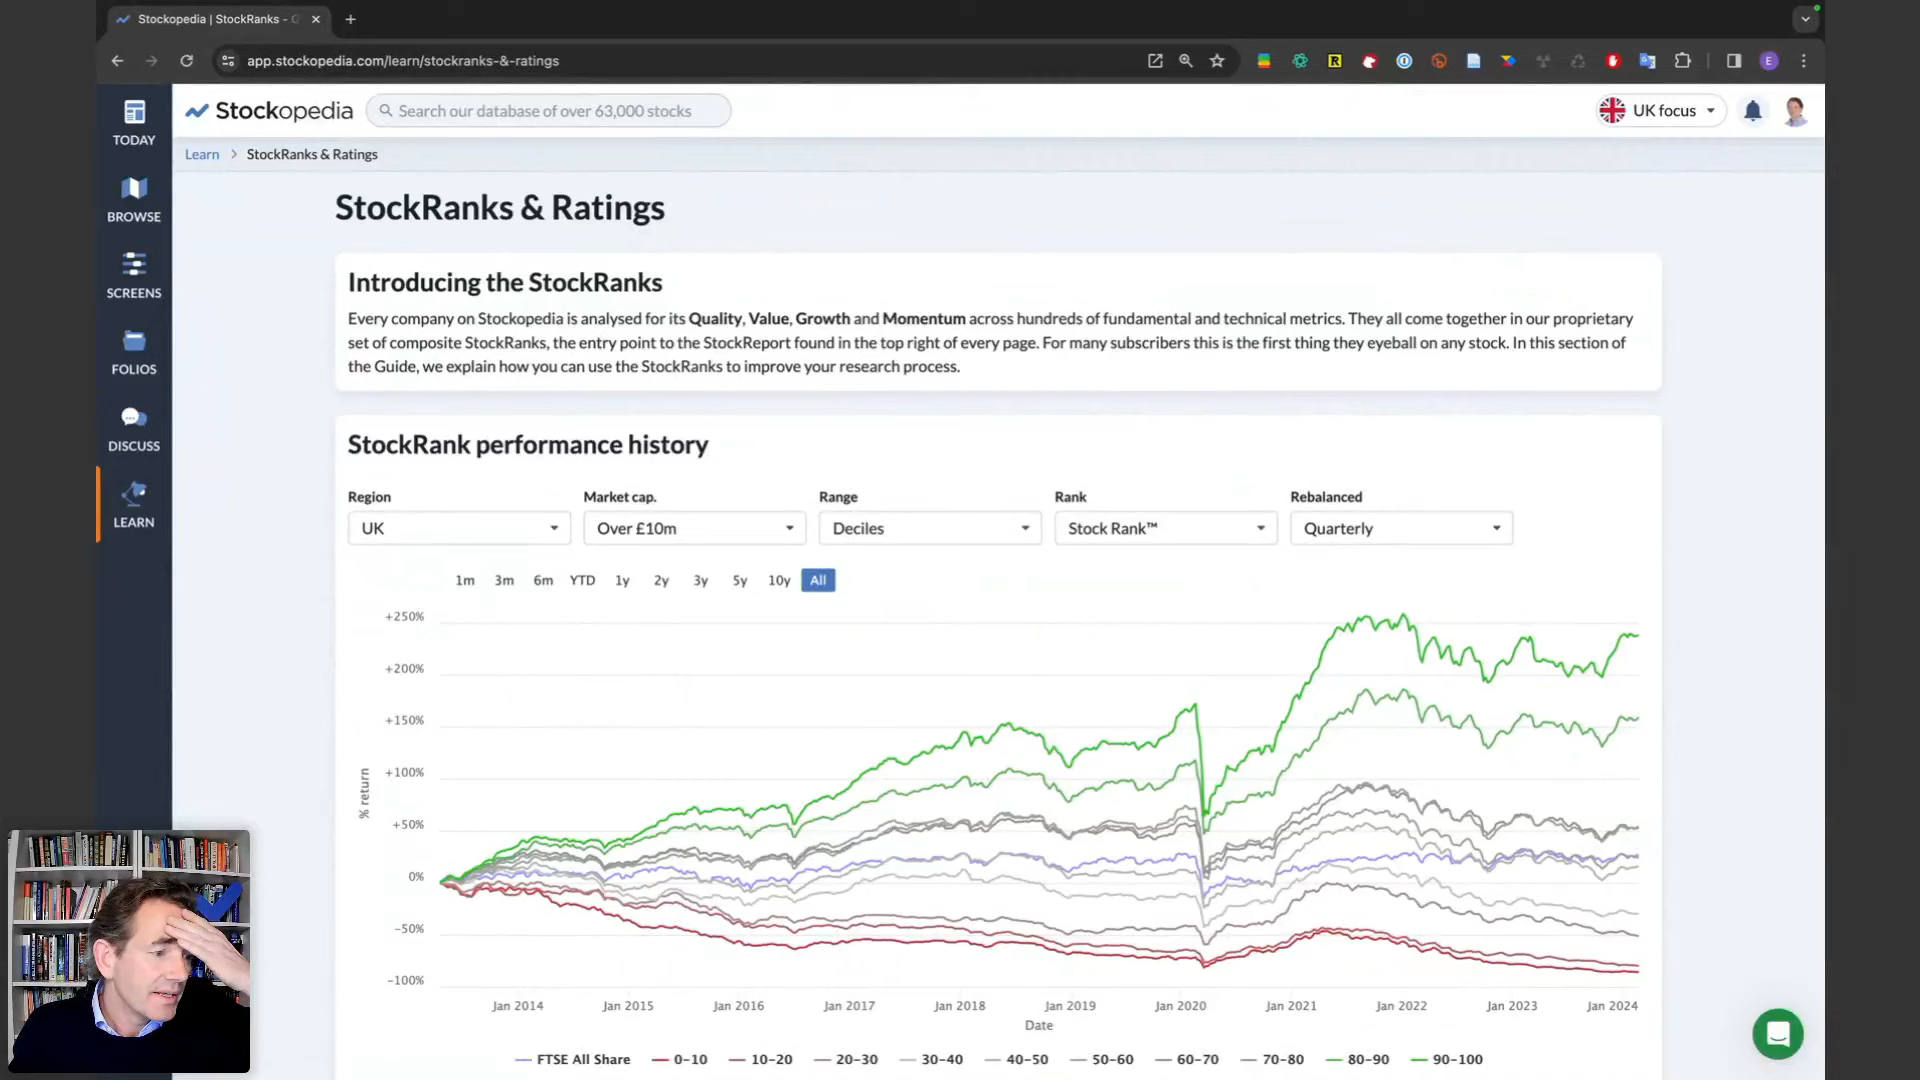 Stockopedia | StockRanks -
app.stockopedia.com/learn/stockranks-&-ratings
E
TODAY
BROWSE
SCREENS
FOLIOS
DISCUSS
LEARN
Stockopedia
Search our database of over 63,000 stocks
UK focus
Learn > StockRanks & Ratings
StockRanks & Ratings
Introducing the StockRanks
Every company on Stockopedia is analysed for its Quality, Value, Growth and Momentum across hundreds of fundamental and technical metrics. They all come together in our proprietary
set of composite StockRanks, the entry point to the StockReport found in the top right of every page. For many subscribers this is the first thing they eyeball on any stock. In this section of
the Guide, we explain how you can use the StockRanks to improve your research process.
StockRank performance history
Region Market cap. Range Rank Rebalanced
UK Over £10m Deciles Stock Rank™ Quarterly
1m 3m 6m YTD 1y 2y 3y 5y 10y All
+250%
+200%
+150%
+100%
+50%
0%
-50%
-100%
% return
Jan 2014 Jan 2015 Jan 2016 Jan 2017 Jan 2018 Jan 2019 Jan 2020 Jan 2021 Jan 2022 Jan 2023 Jan 2024
Date
FTSE All Share 0-10 10-20 20-30 30-40 40-50 50-60 60-70 70-80 80-90 90-100